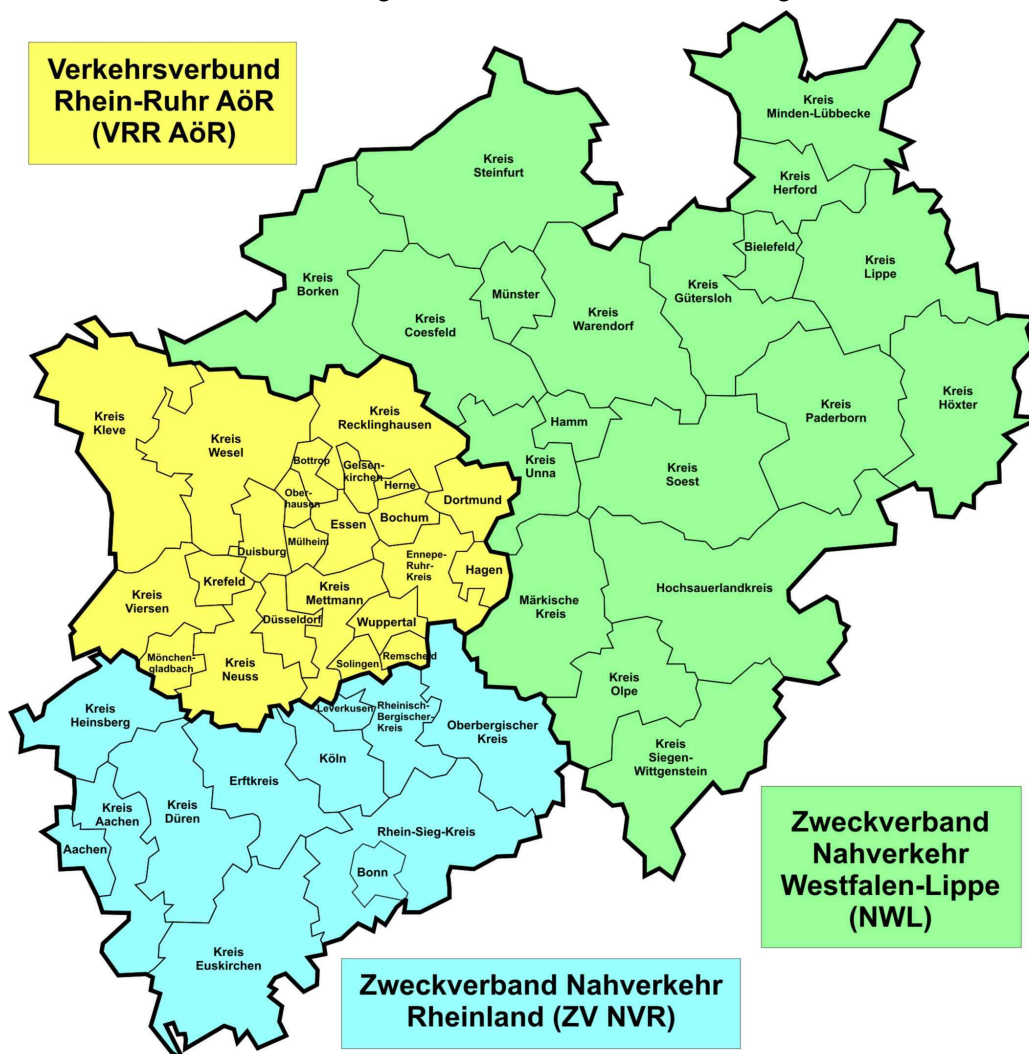 Verkehrsverbund
Rhein-Ruhr AöR
(VRR AöR)
Kreis
Minden-Lübbecke
Kreis
Steinfurt
Kreis
Herford
Bielefeld
Kreis
Lippe
Kreis
Borken
Münster
Kreis
Gütersloh
Kreis
Coesfeld
Kreis
Warendorf
Kreis
Höxter
Kreis
Paderborn
Kreis
Kleve
Kreis
Recklinghausen
Hamm
Kreis
Wesel
Kreis
Unna
Kreis
Soest
Bottrop
Gelsen-
kirchen
Herne
Dortmund
Ober-
hausen
Essen
Bochum
Mülheim
Duisburg
Ennepe-
Ruhr-
Kreis
Hagen
Krefeld
Kreis
Mettmann
Kreis
Viersen
Düsseldorf
Wuppertal
Märkische
Kreis
Hochsauerlandkreis
Mönchen-
gladbach
Kreis
Neuss
Solingen
Remscheid
Kreis
Olpe
Kreis
Heinsberg
Leverkusen
Rheinisch-
Bergischer-
Kreis
Oberbergischer
Kreis
Kreis
Siegen-
Wittgenstein
Köln
Erftkreis
Kreis
Aachen
Kreis
Düren
Rhein-Sieg-Kreis
Aachen
Bonn
Kreis
Euskirchen
Zweckverband
Nahverkehr
Westfalen-Lippe
(NWL)
Zweckverband Nahverkehr
Rheinland (ZV NVR)